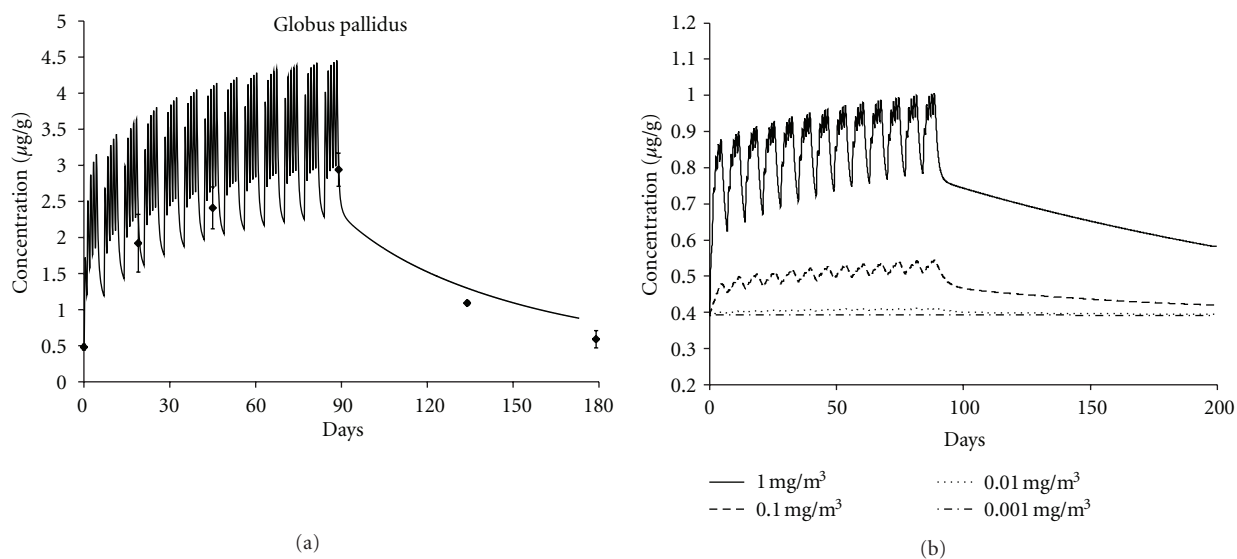 Globus pallidus
Concentration (µg/g)
5
4.5
4
3.5
3
2.5
2
1.5
1
0.5
0
0 30 60 90 120 150 180
Days
(a)
Concentration (µg/g)
1.2
1.1
1
0.9
0.8
0.7
0.6
0.5
0.4
0.3
0.2
0 50 100 150 200
Days
1 mg/m³
0.1 mg/m³
0.01 mg/m³
0.001 mg/m³
(b)